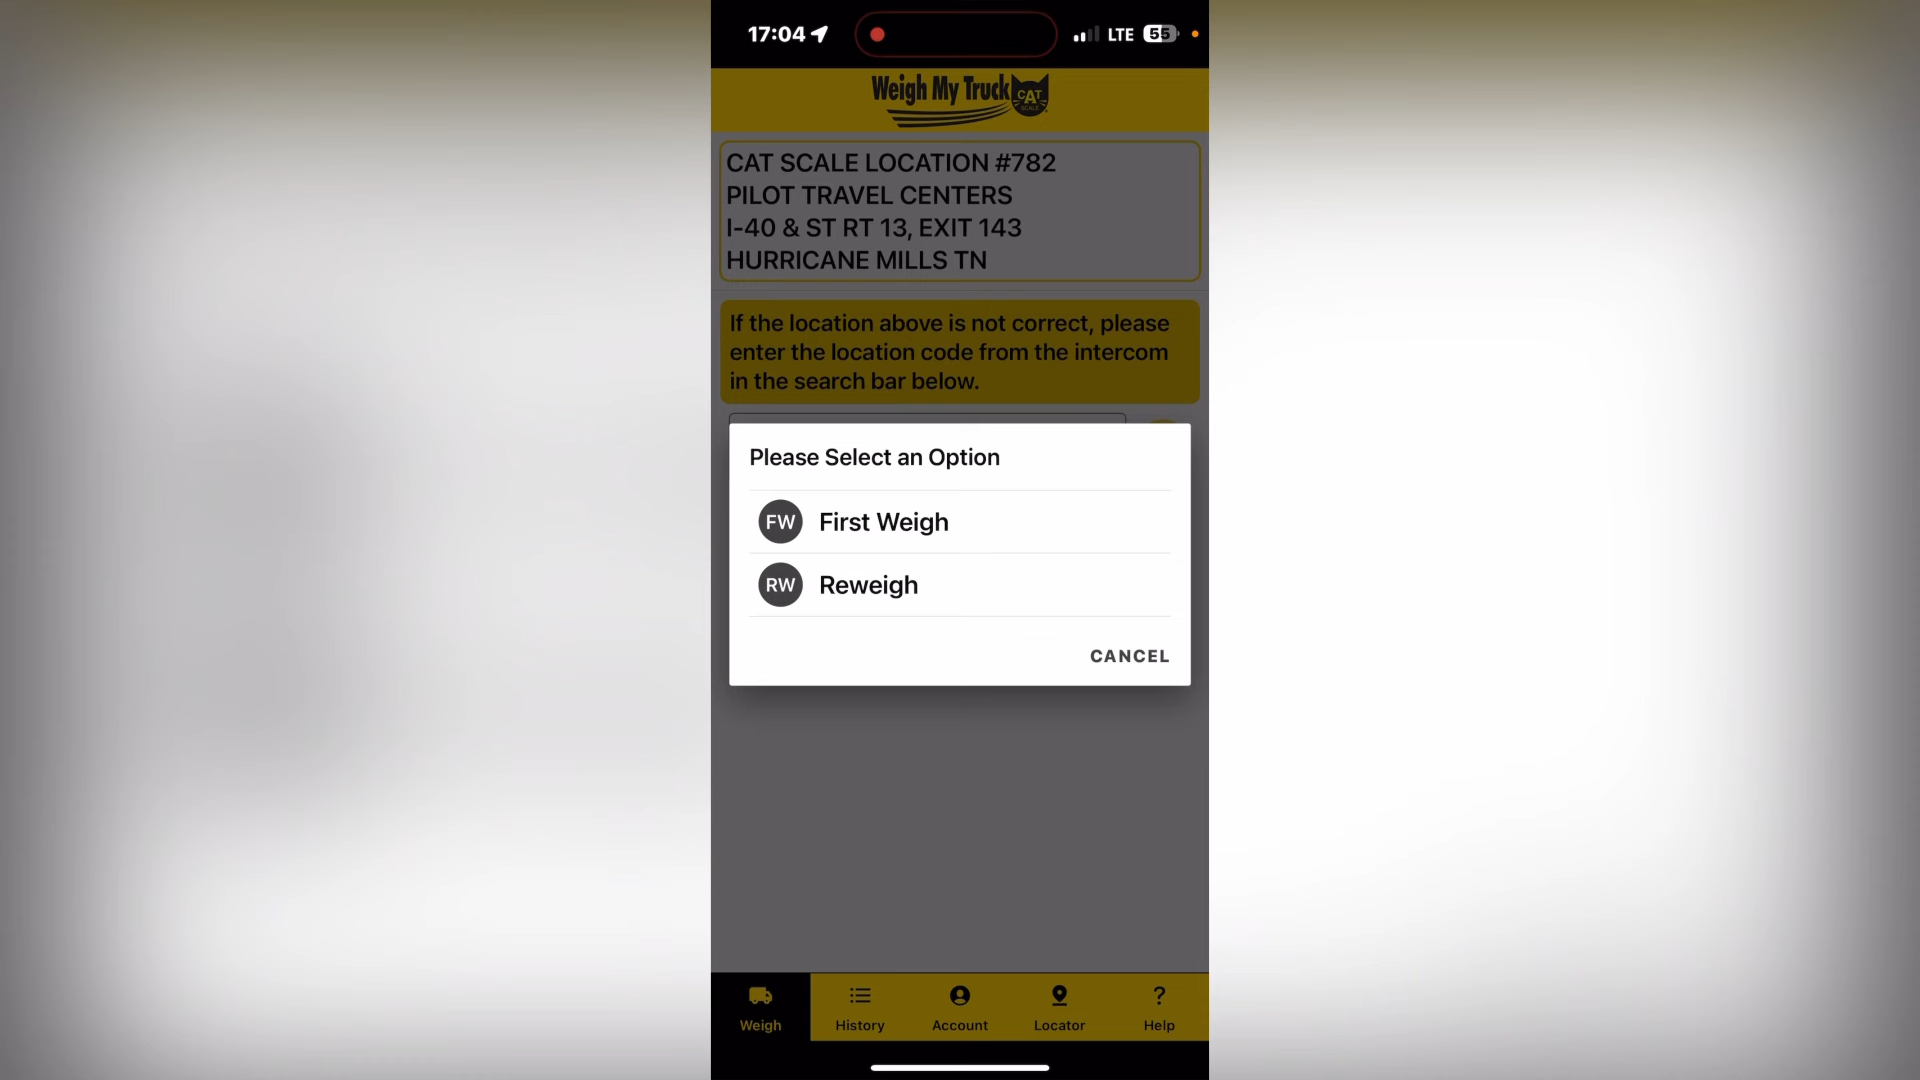 17:04 LTE 55
Weigh My Truck CAT SCALE
CAT SCALE LOCATION #782
PILOT TRAVEL CENTERS
I-40 & ST RT 13, EXIT 143
HURRICANE MILLS TN
If the location above is not correct, please
enter the location code from the intercom
in the search bar below.
Please Select an Option
FW First Weigh
RW Reweigh
CANCEL
Weigh History Account Locator ? Help